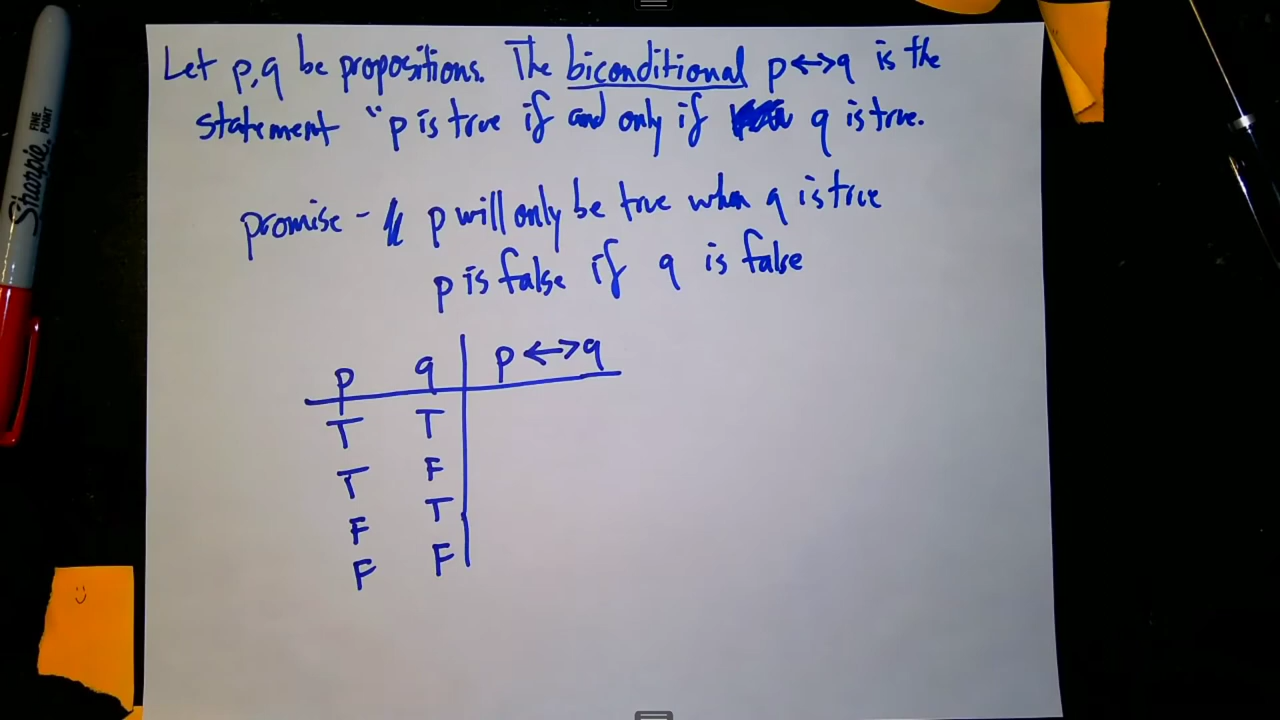 Let p,q be propositions. The biconditional p↔q is the
statement "p is true if and only if q is true.
promise - p will only be true when q is true
p is false if q is false
p q p↔q
T T
T F
F T
F F
Sharpie.
FINE
POINT